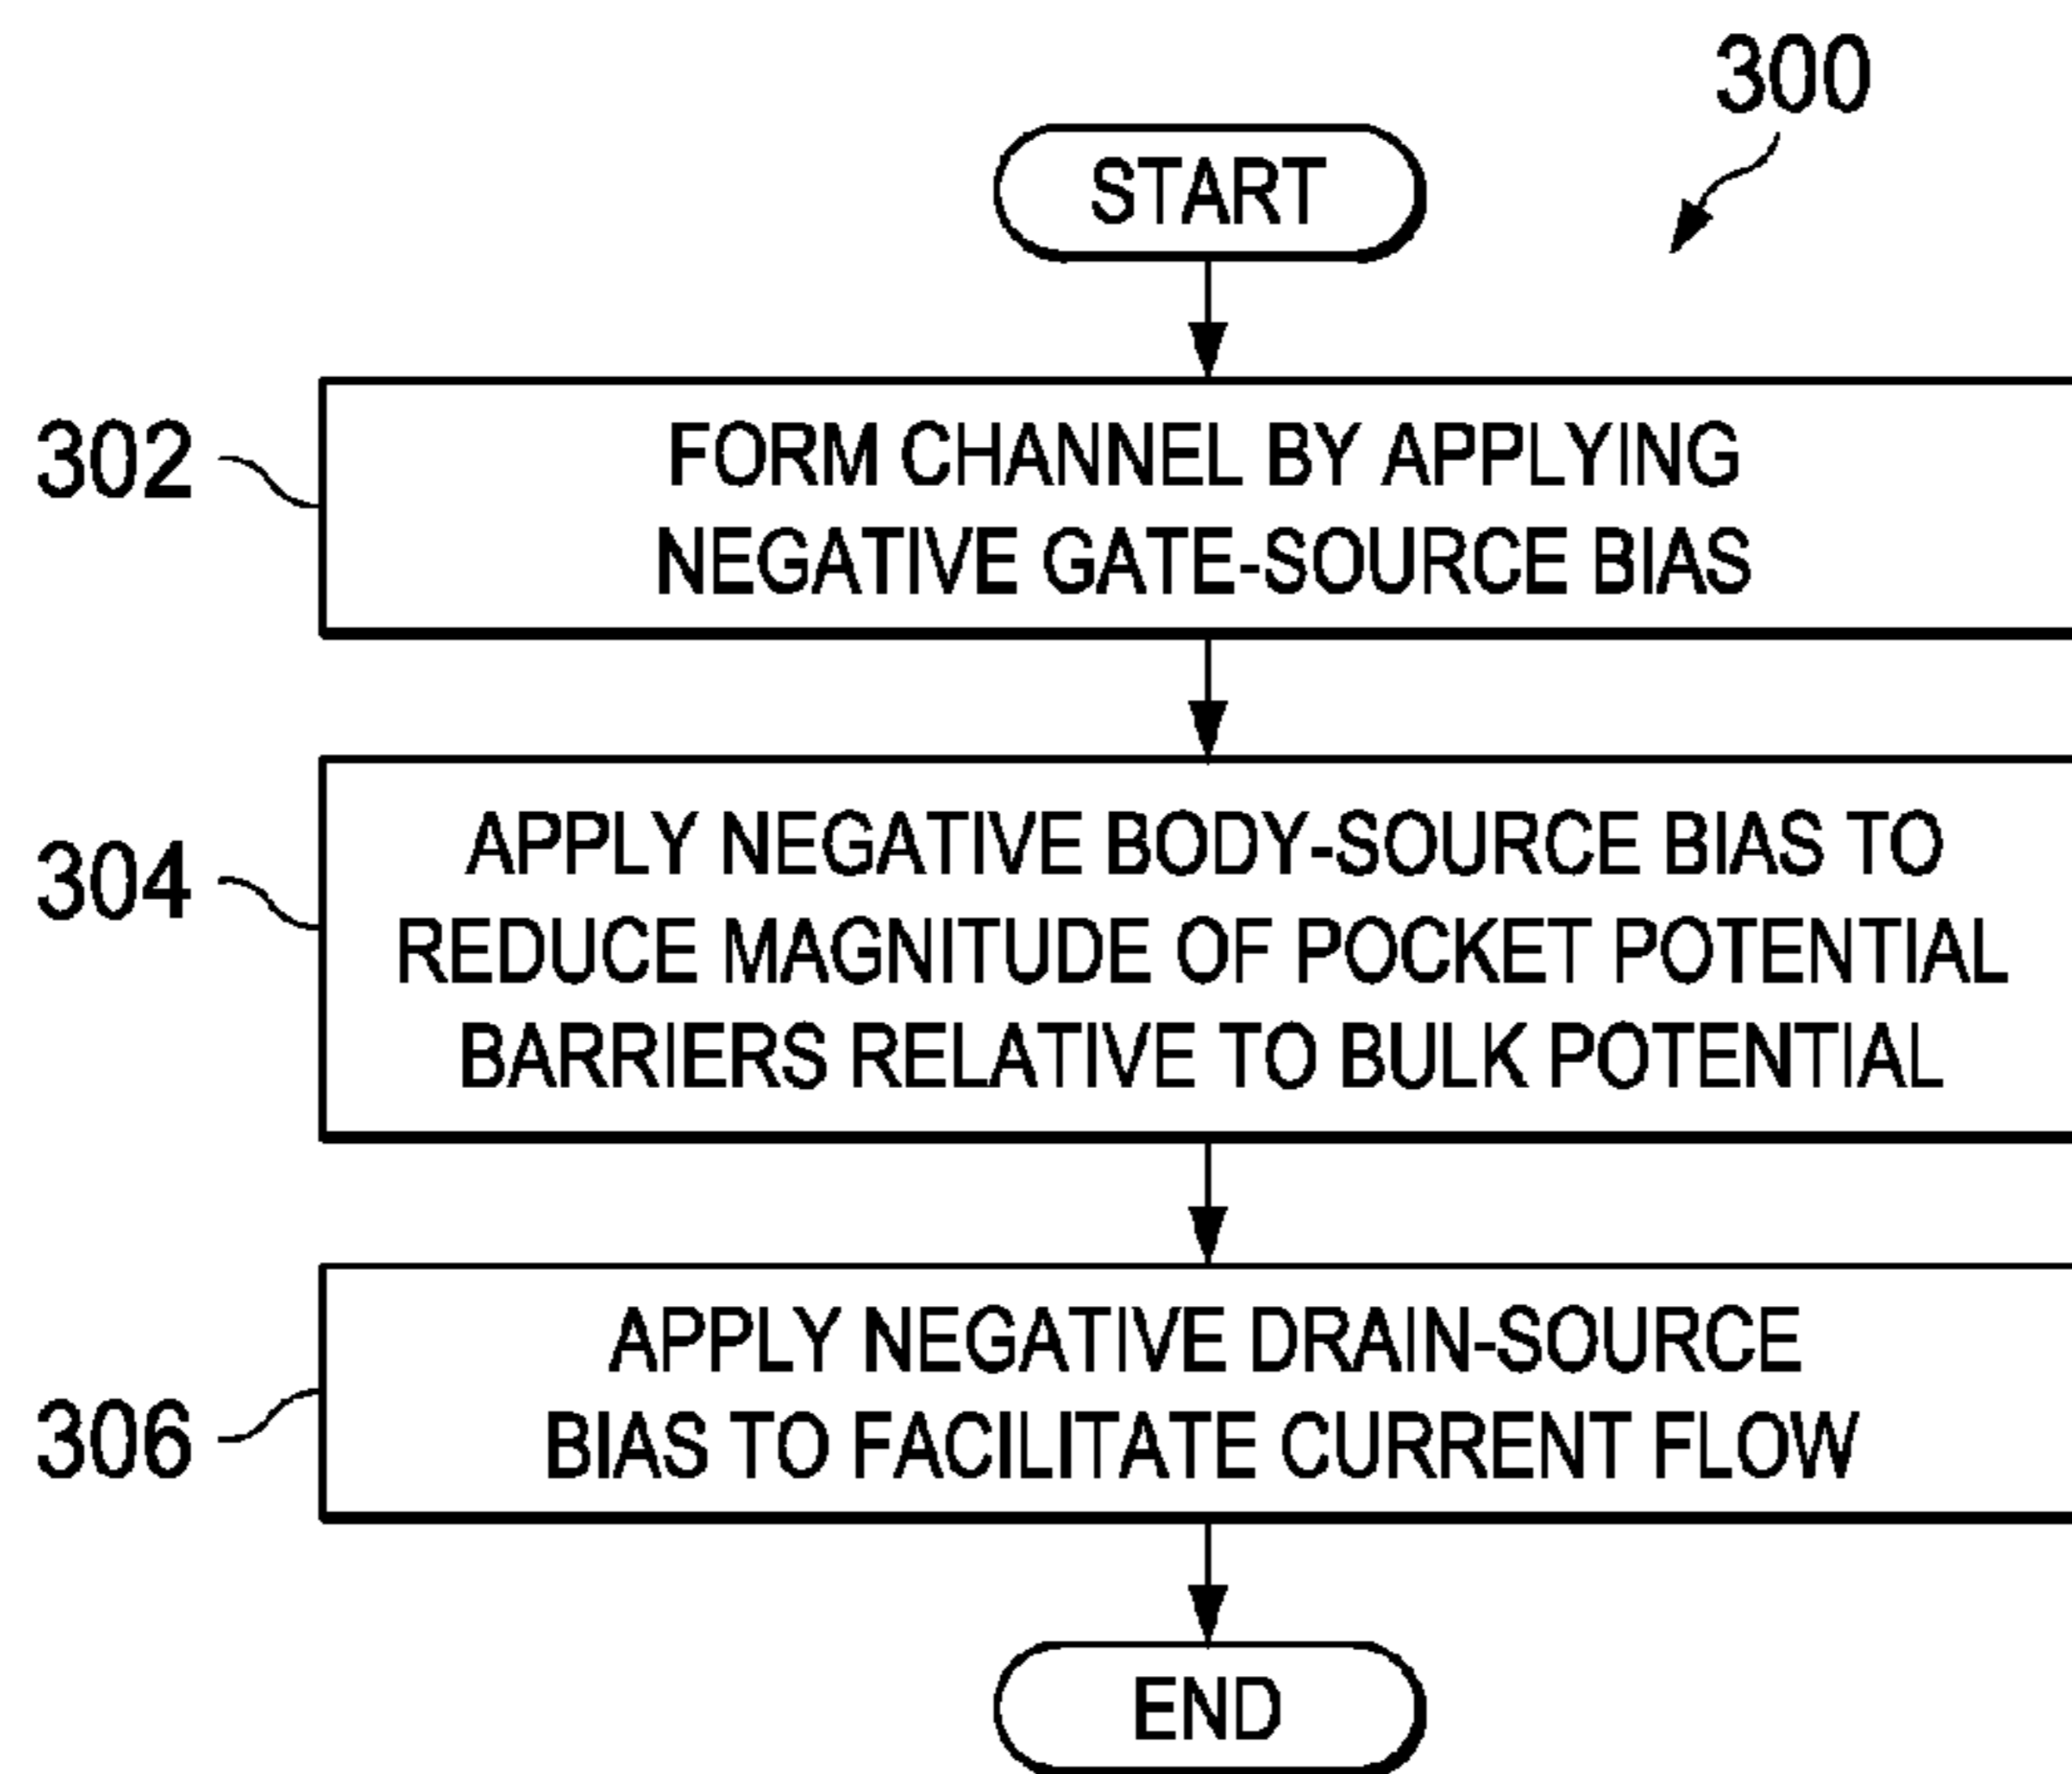 300
START
302
FORM CHANNEL BY APPLYING
NEGATIVE GATE-SOURCE BIAS
304
APPLY NEGATIVE BODY-SOURCE BIAS TO
REDUCE MAGNITUDE OF POCKET POTENTIAL
BARRIERS RELATIVE TO BULK POTENTIAL
306
APPLY NEGATIVE DRAIN-SOURCE
BIAS TO FACILITATE CURRENT FLOW
END